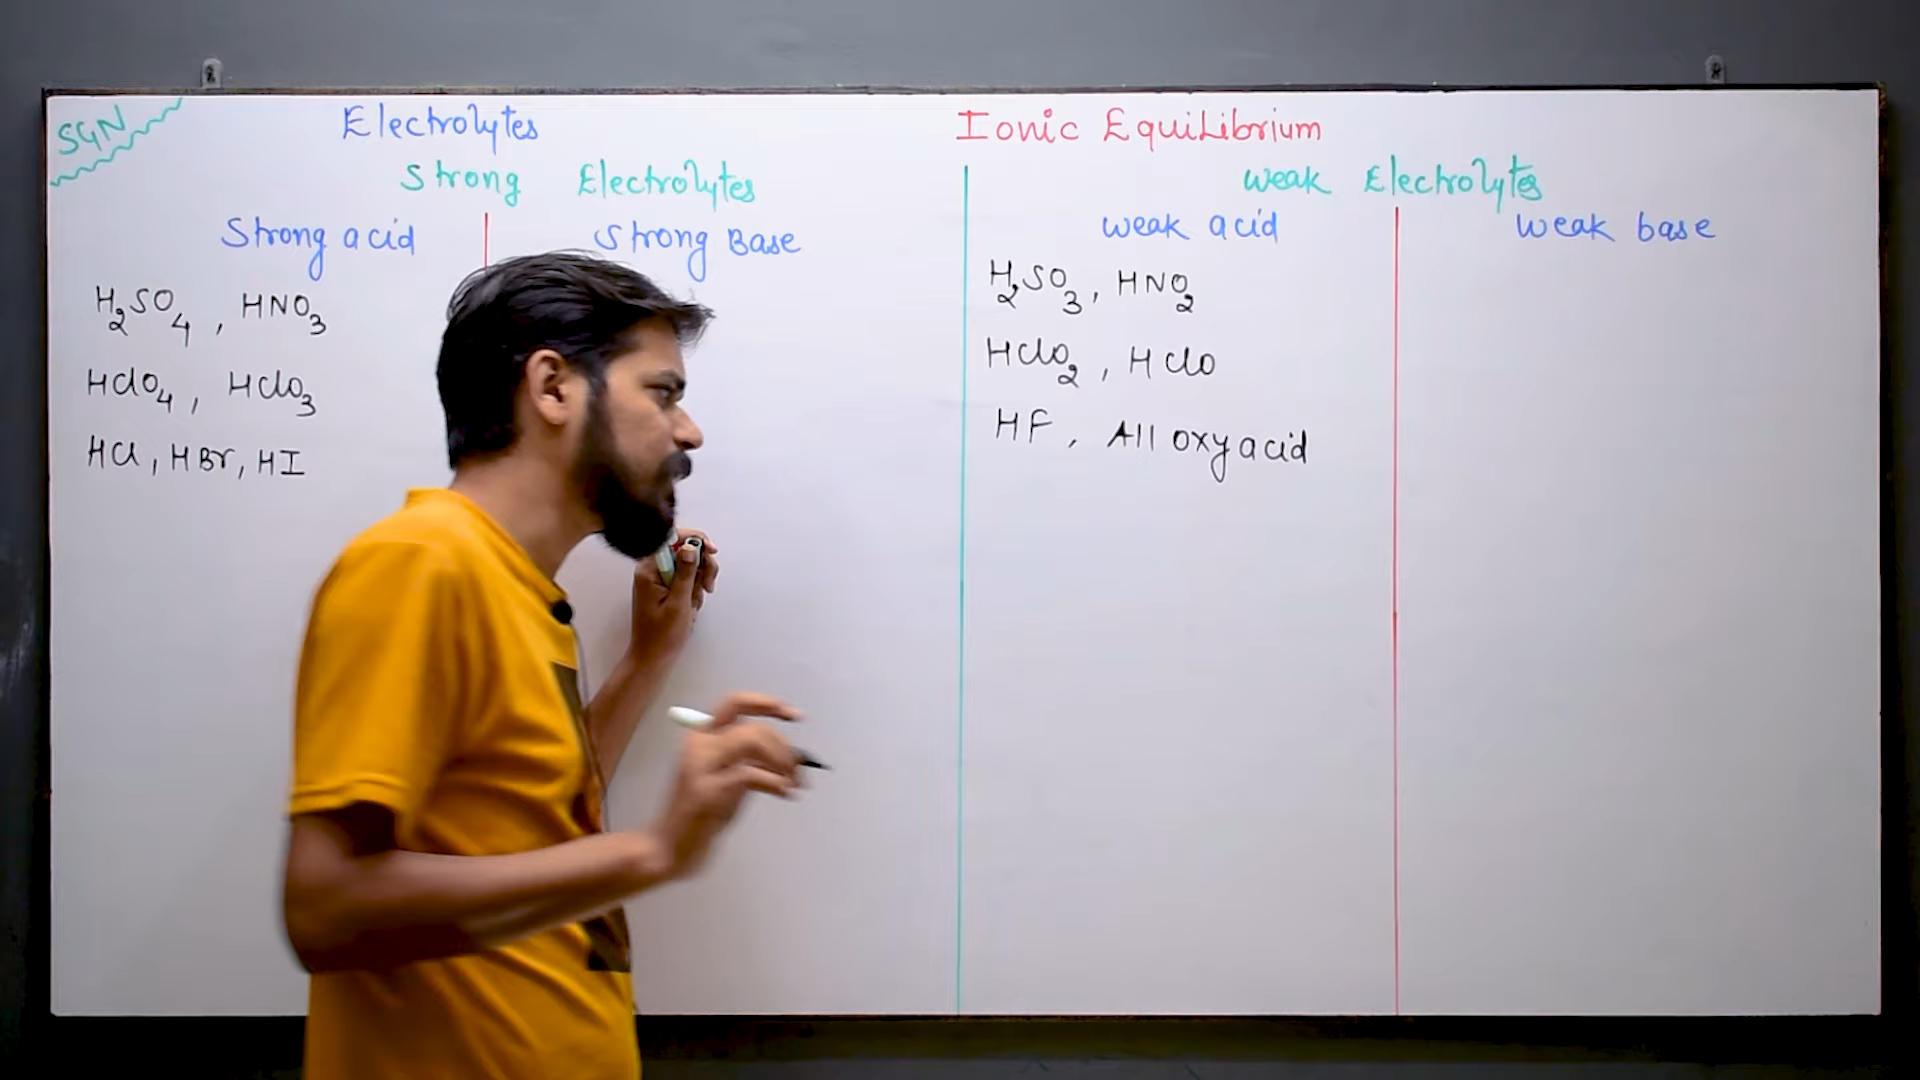 SGN
Electrolytes
Ionic Equilibrium
Strong Electrolytes
Weak Electrolytes
Strong acid
Strong Base
weak acid
weak base
H₂SO₄, HNO₃
HClO₄, HClO₃
HCl, HBr, HI
H₂SO₃, HNO₂
HClO₂, HClO
HF, All oxyacid